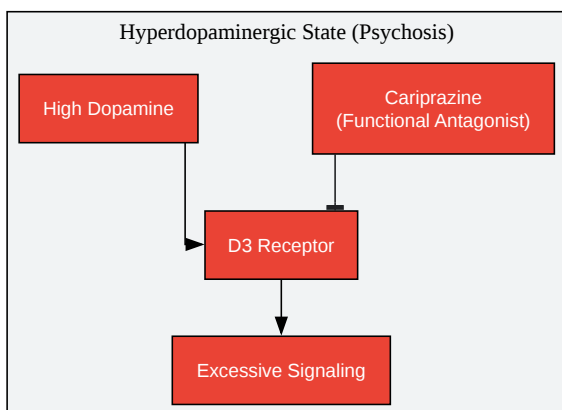 Hyperdopaminergic State (Psychosis)
High Dopamine
Cariprazine
(Functional Antagonist)
D3 Receptor
Excessive Signaling